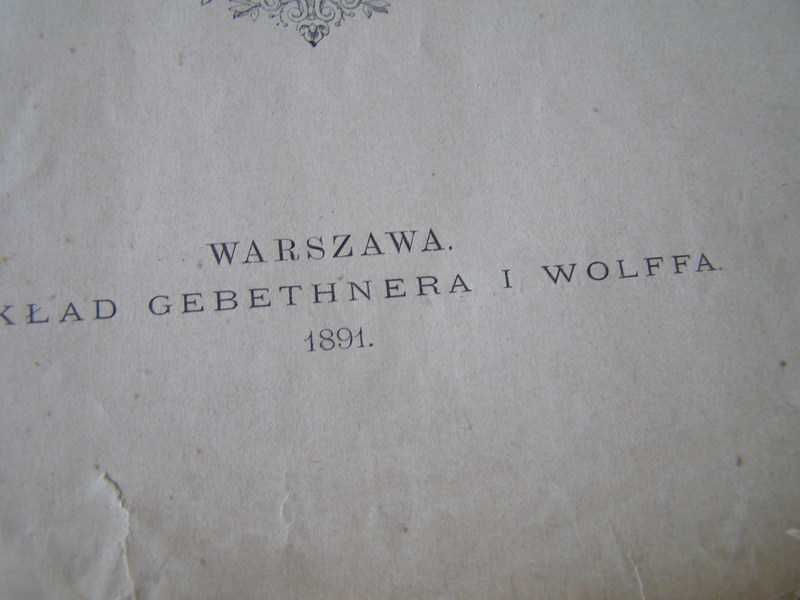 WARSZAWA.
KŁAD GEBETHNERA I WOLFFA.
1891.